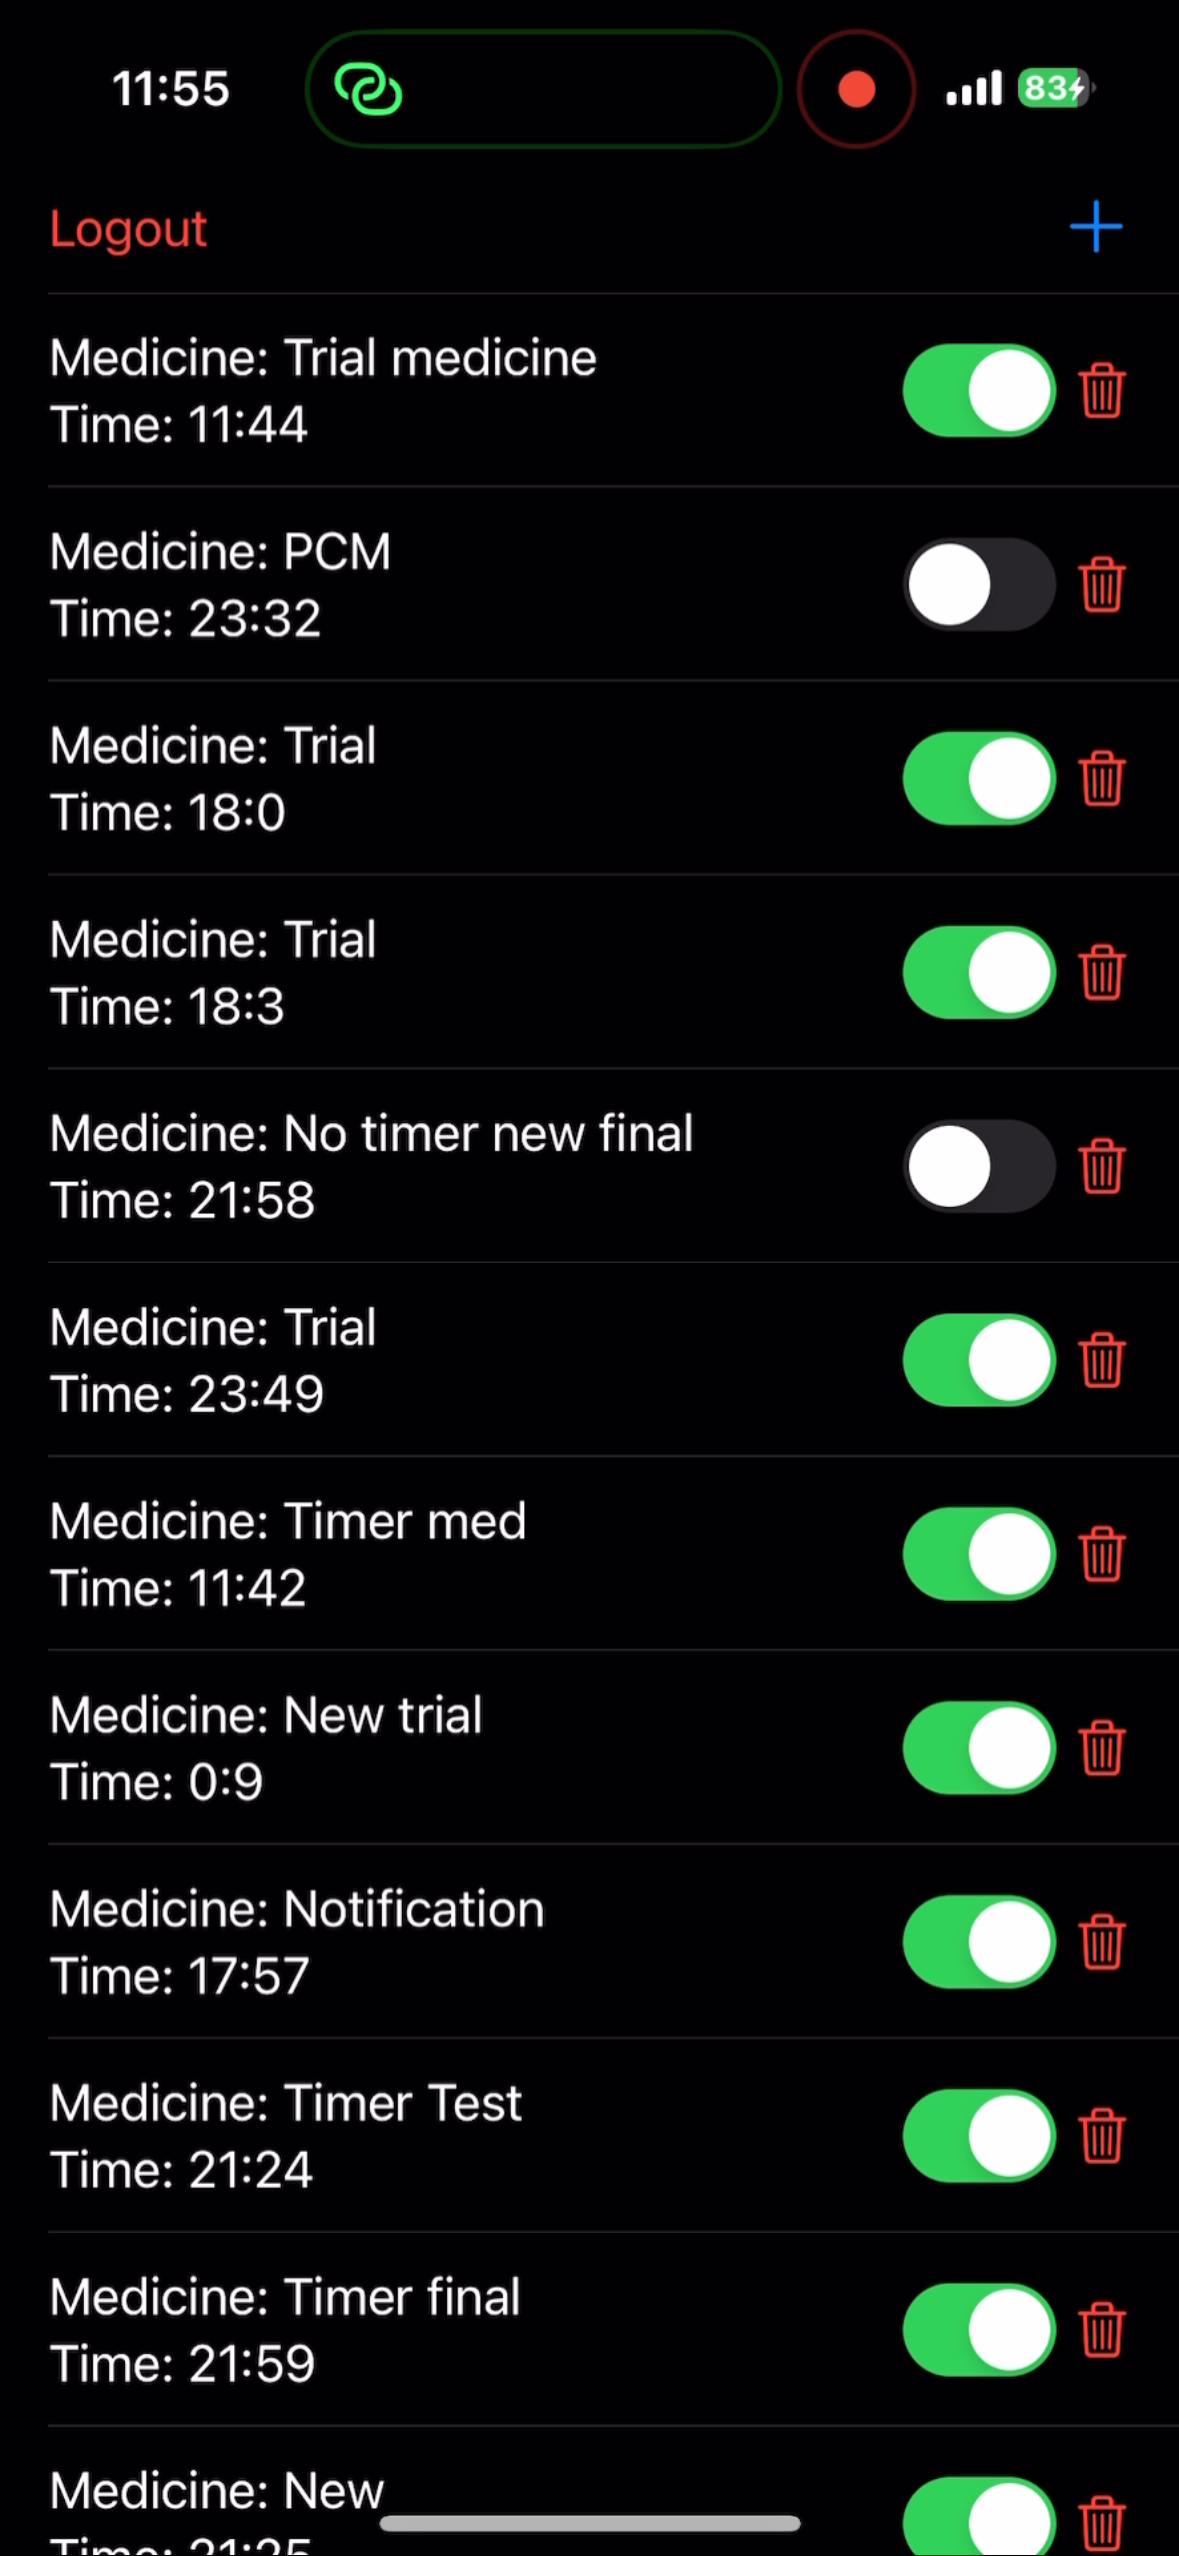 11:55
83
Logout
Medicine: Trial medicine
Time: 11:44
Medicine: PCM
Time: 23:32
Medicine: Trial
Time: 18:0
Medicine: Trial
Time: 18:3
Medicine: No timer new final
Time: 21:58
Medicine: Trial
Time: 23:49
Medicine: Timer med
Time: 11:42
Medicine: New trial
Time: 0:9
Medicine: Notification
Time: 17:57
Medicine: Timer Test
Time: 21:24
Medicine: Timer final
Time: 21:59
Medicine: New
Time: 21:25